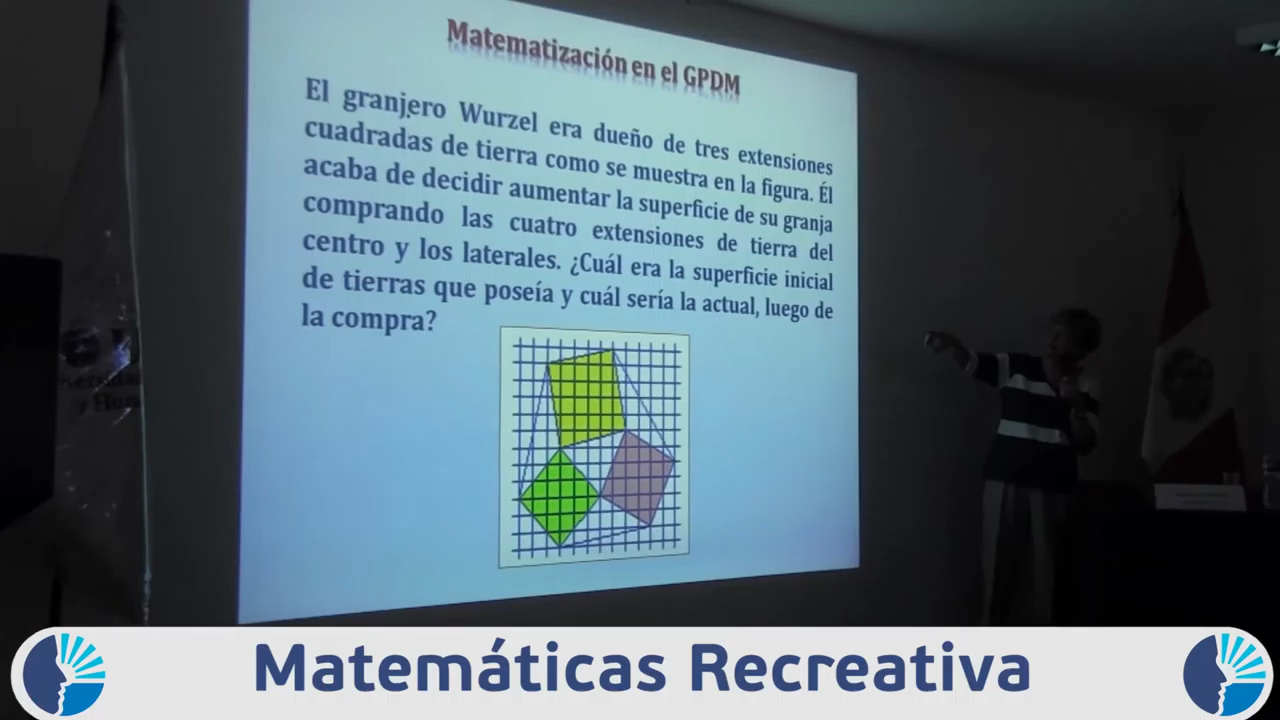 Matematización en el GPDM
El granjero Wurzel era dueño de tres extensiones
cuadradas de tierra como se muestra en la figura. Él
acaba de decidir aumentar la superficie de su granja
comprando las cuatro extensiones de tierra del
centro y los laterales. ¿Cuál era la superficie inicial
de tierras que poseía y cuál sería la actual, luego de
la compra?
Matemáticas Recreativa